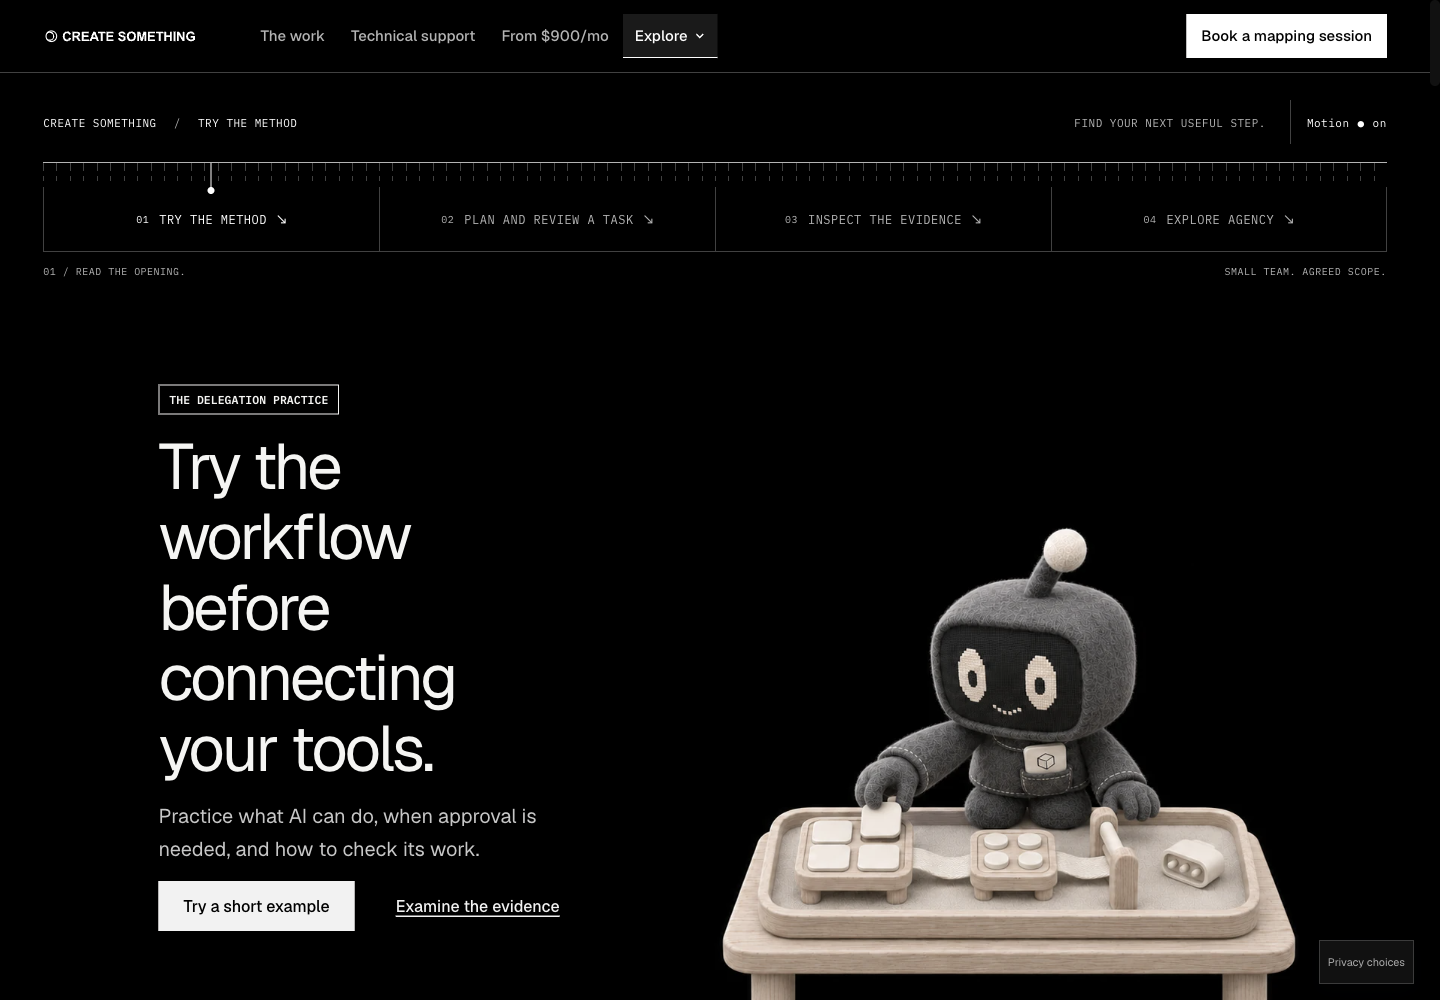 CREATE SOMETHING
The work
Technical support
From $900/mo
Explore
Book a mapping session
CREATE SOMETHING / TRY THE METHOD
FIND YOUR NEXT USEFUL STEP.
Motion ● on
01 TRY THE METHOD ↘
02 PLAN AND REVIEW A TASK ↘
03 INSPECT THE EVIDENCE ↘
04 EXPLORE AGENCY ↘
01 / READ THE OPENING.
SMALL TEAM. AGREED SCOPE.
THE DELEGATION PRACTICE
Try the
workflow
before
connecting
your tools.
Practice what AI can do, when approval is
needed, and how to check its work.
Try a short example
Examine the evidence
Privacy choices